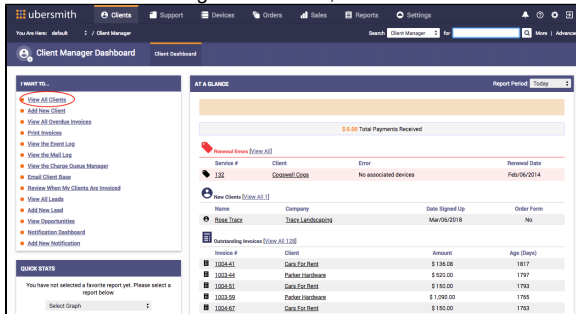 ubersmith
Clients
Support
Devices
Orders
Sales
Reports
Settings
You Are Here: default / Client Manager
Search Client Manager for
More | Advance
Client Manager Dashboard
Client Dashboard
I WANT TO...
View All Clients
Add New Client
View All Overdue Invoices
Print Invoices
View the Event Log
View the Mail Log
View the Charge Queue Manager
Email Client Base
Review When My Clients Are Invoiced
View All Leads
Add New Lead
View Opportunities
Notification Dashboard
Add New Notification
QUICK STATS
You have not selected a favorite report yet. Please select a
report below.
Select Graph
AT A GLANCE
Report Period: Today
$ 0.00 Total Payments Received
Renewal Errors [View All]
Service # Client Error Renewal Date
132 Cogswell Cogs No associated devices Feb/06/2014
New Clients [View All 1]
Name Company Date Signed Up Order Form
Rose Tracy Tracy Landscaping Mar/06/2018 No
Outstanding Invoices [View All 128]
Invoice # Client Amount Age (Days)
1004-41 Cars For Rent $ 136.08 1817
1003-44 Parker Hardware $ 520.00 1797
1004-51 Cars For Rent $ 150.00 1793
1003-59 Parker Hardware $ 1,090.00 1765
1004-67 Cars For Rent $ 150.00 1763